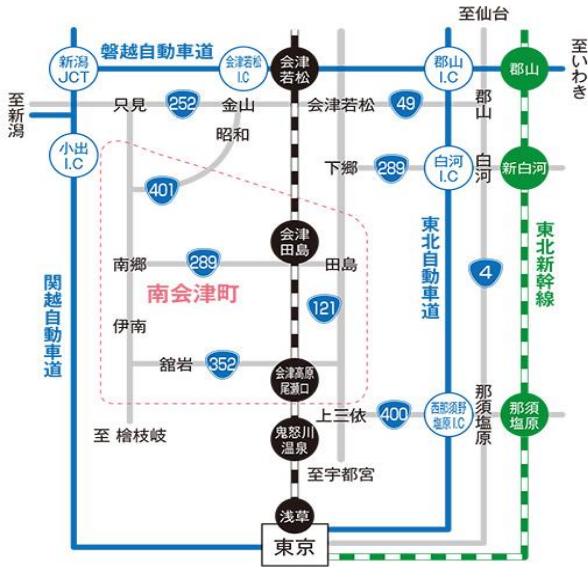 至仙台
磐越自動車道
新潟
JCT
会津若松
I.C
会津
若松
郡山
I.C
郡山
至いわき
至新潟
只見
252
金山
会津若松
49
郡山
昭和
小出
I.C
下郷
289
白河
I.C
白河
新白河
401
会津
田島
南郷
289
田島
東北自動車道
4
東北新幹線
関越自動車道
南会津町
121
伊南
舘岩
352
会津高原
尾瀬口
上三依
400
西那須野
塩原I.C
那須塩原
那須
塩原
至 檜枝岐
鬼怒川
温泉
至宇都宮
浅草
東京